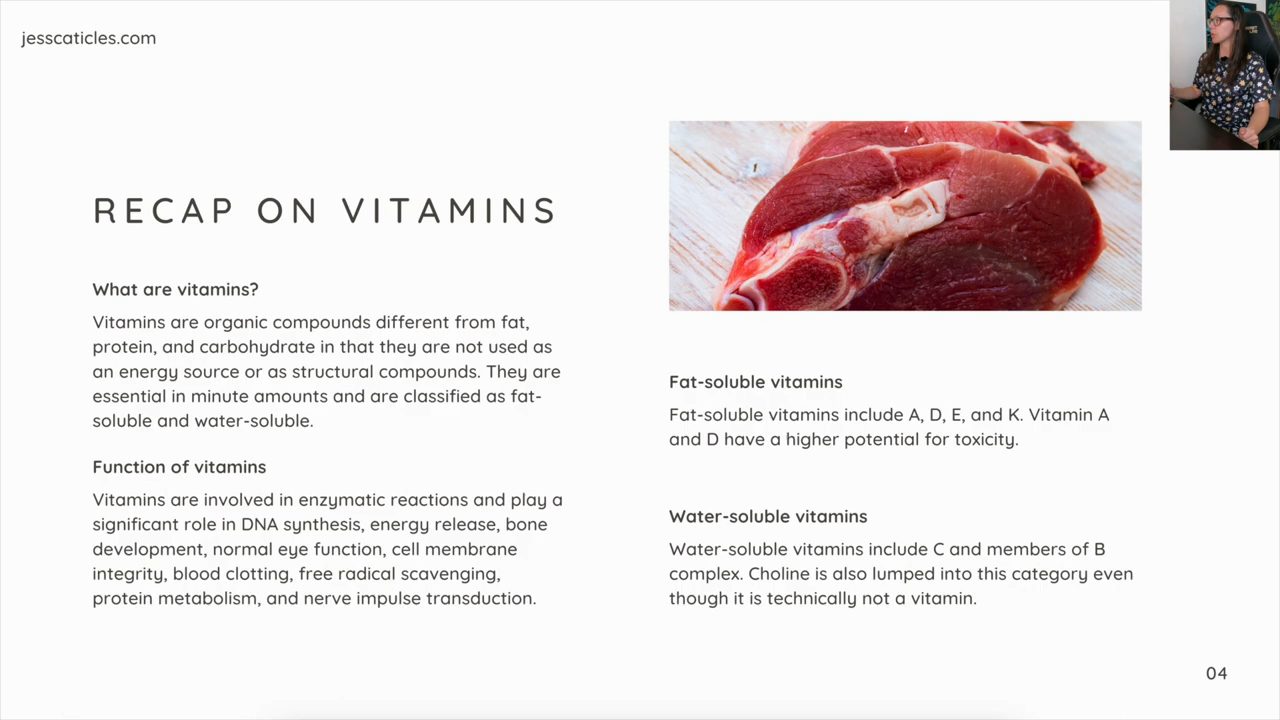 jesscaticles.com
RECAP ON VITAMINS
What are vitamins?
Vitamins are organic compounds different from fat,
protein, and carbohydrate in that they are not used as
an energy source or as structural compounds. They are
essential in minute amounts and are classified as fat-
soluble and water-soluble.
Function of vitamins
Vitamins are involved in enzymatic reactions and play a
significant role in DNA synthesis, energy release, bone
development, normal eye function, cell membrane
integrity, blood clotting, free radical scavenging,
protein metabolism, and nerve impulse transduction.
Fat-soluble vitamins
Fat-soluble vitamins include A, D, E, and K. Vitamin A
and D have a higher potential for toxicity.
Water-soluble vitamins
Water-soluble vitamins include C and members of B
complex. Choline is also lumped into this category even
though it is technically not a vitamin.
04